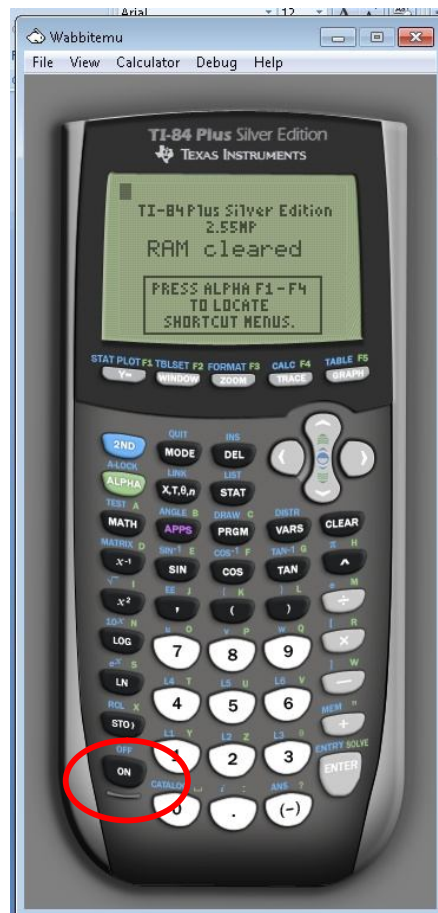 Arial 12 A A
Wabbitemu
File View Calculator Debug Help
TI-84 Plus Silver Edition
TEXAS INSTRUMENTS
TI-84Plus Silver Edition
2.55MP
RAM cleared
PRESS ALPHA F1-F4
TO LOCATE
SHORTCUT MENUS.
STAT PLOT F1 TBLSET F2 FORMAT F3 CALC F4 TABLE F5
Y= WINDOW ZOOM TRACE GRAPH
QUIT INS
2ND MODE DEL
A-LOCK LINK LIST
ALPHA X,T,θ,n STAT
TEST A ANGLE B DRAW C DISTR
MATH APPS PRGM VARS CLEAR
MATRIX D SIN-1 E COS-1 F TAN-1 G π H
x-1 SIN COS TAN ^
√ I EE J { K } L e M
x² , ( ) ÷
10x N u O v P w Q [ R
LOG 7 8 9 ×
ex S L4 T L5 U L6 V ] W
LN 4 5 6 −
RCL X L1 Y L2 Z L3 θ MEM "
STO› 1 2 3 +
OFF ENTRY SOLVE
ON ENTER
CATALOG i : ANS ?
0 . (-)